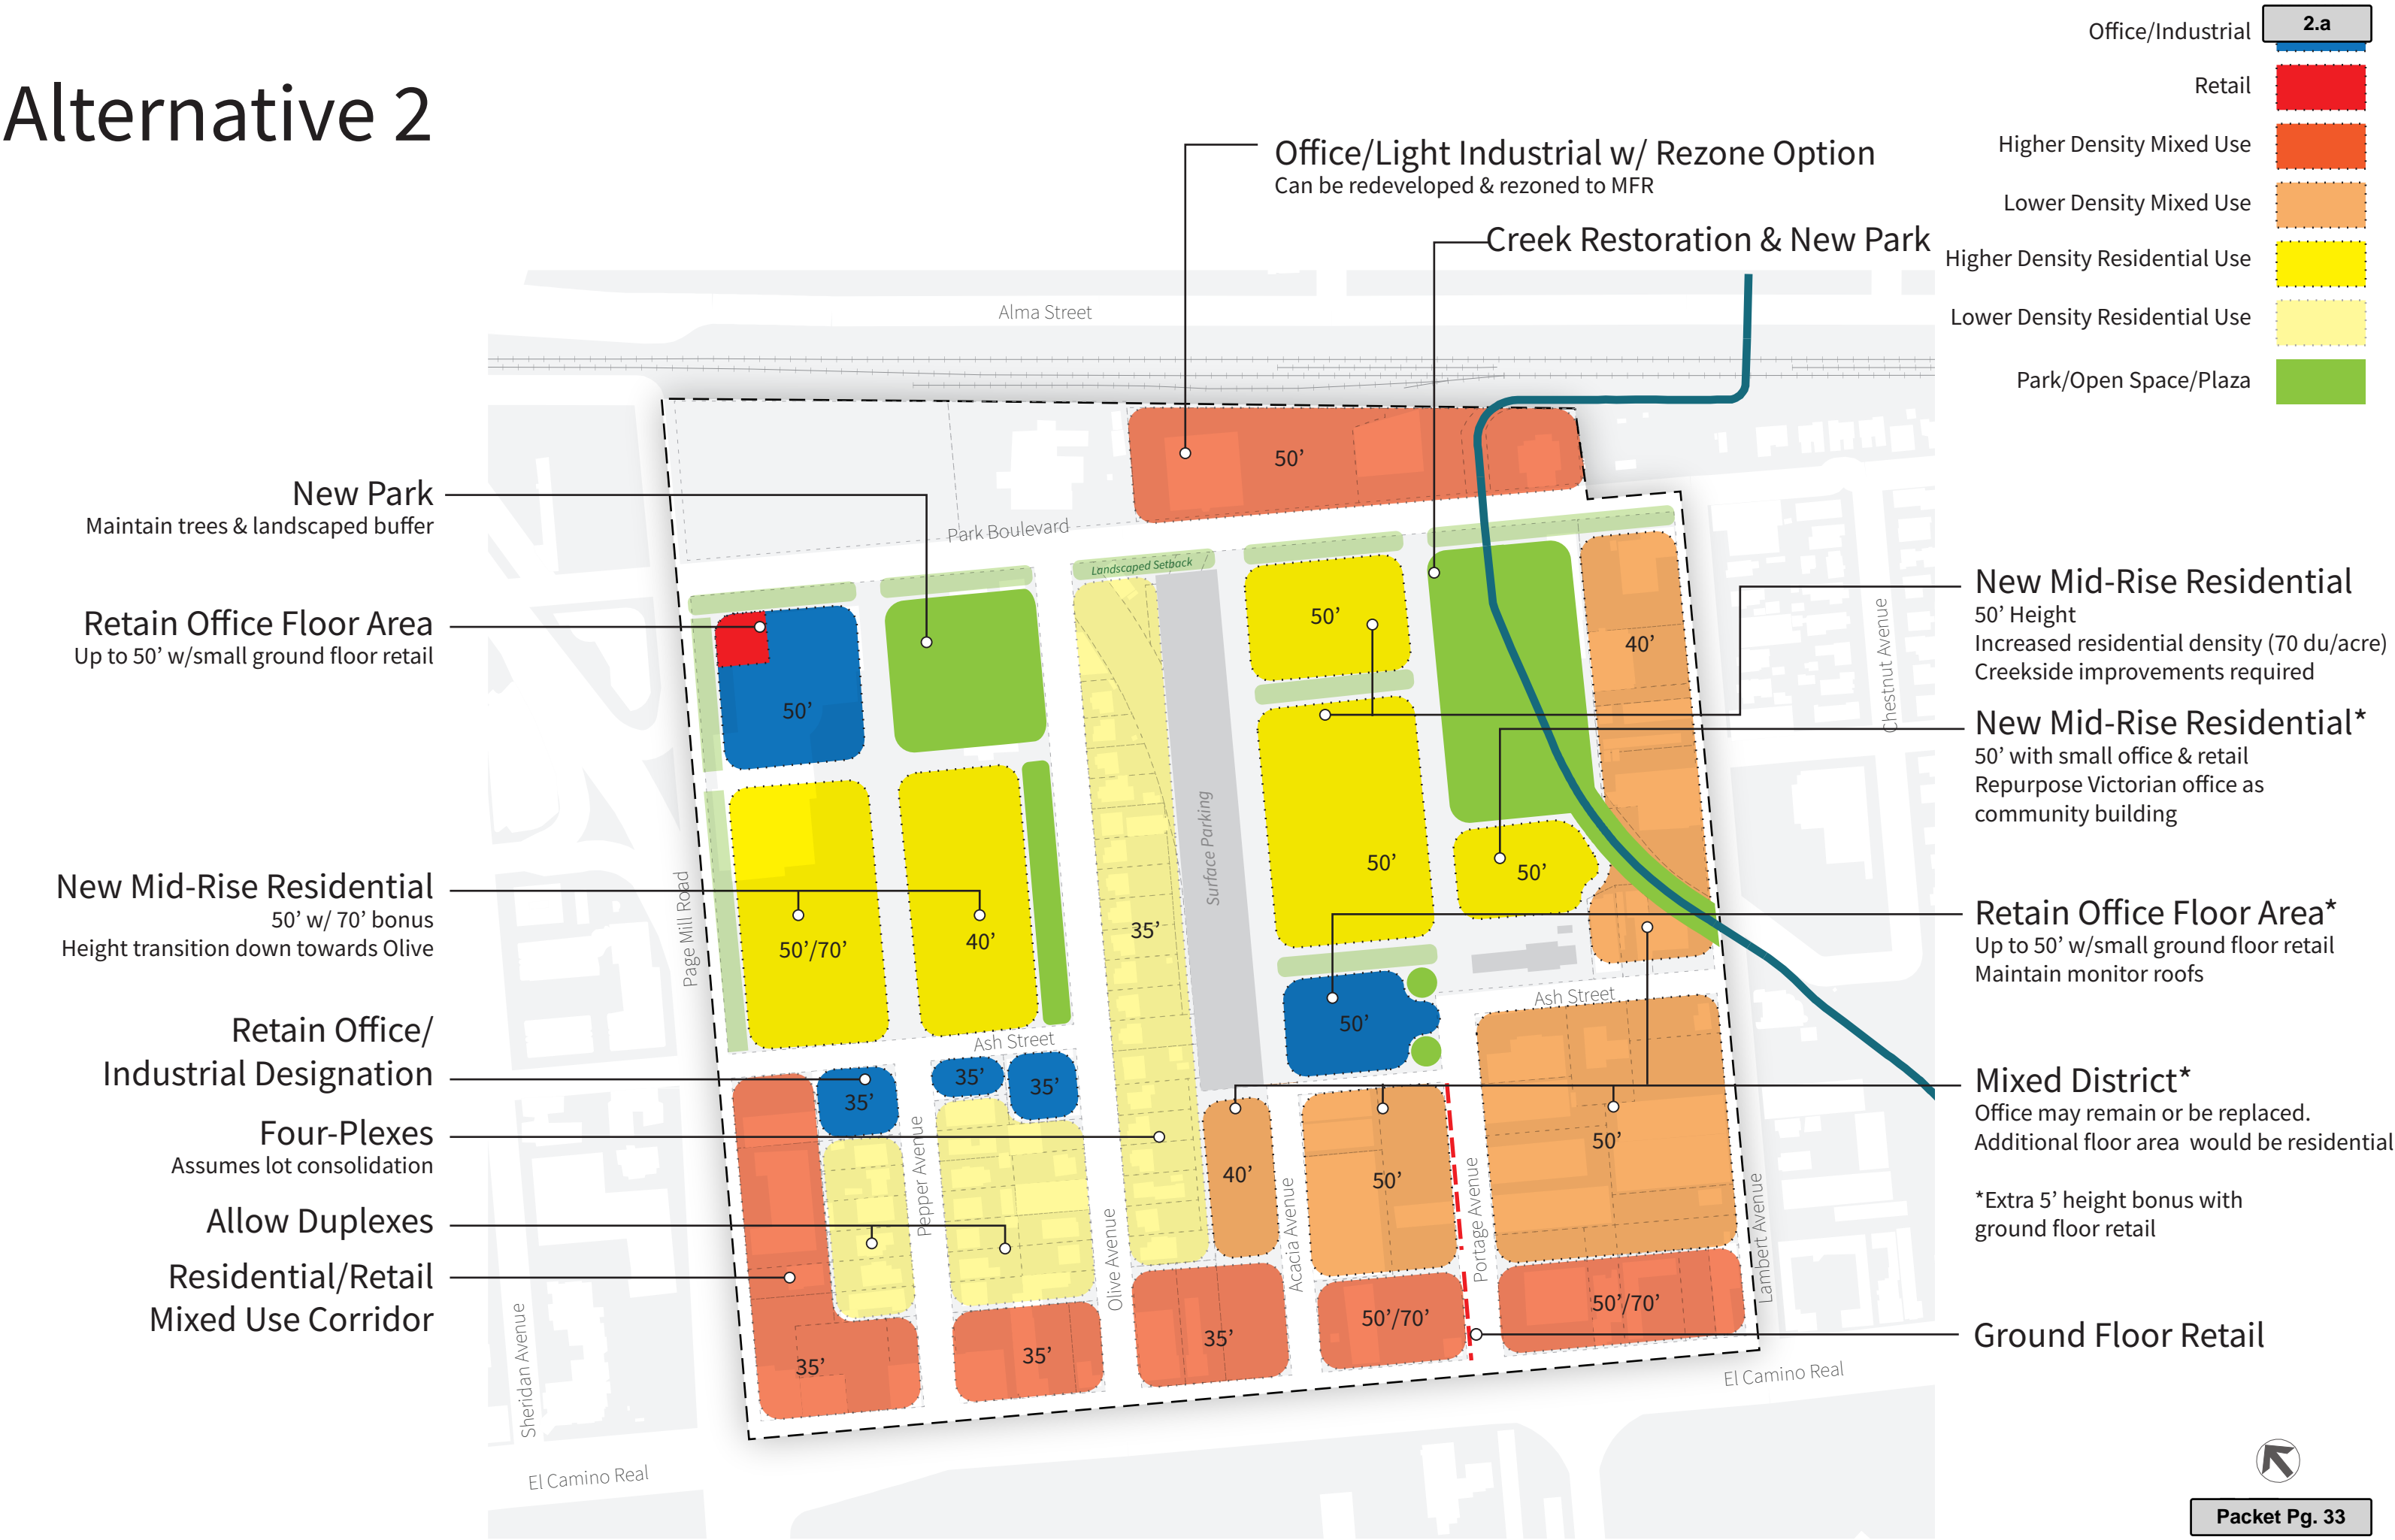 Alternative 2
2.a
Office/Industrial
Retail
Higher Density Mixed Use
Lower Density Mixed Use
Higher Density Residential Use
Lower Density Residential Use
Park/Open Space/Plaza
Office/Light Industrial w/ Rezone Option
Can be redeveloped & rezoned to MFR
Creek Restoration & New Park
New Park
Maintain trees & landscaped buffer
Retain Office Floor Area
Up to 50’ w/small ground floor retail
New Mid-Rise Residential
50’ w/ 70’ bonus
Height transition down towards Olive
Retain Office/
Industrial Designation
Four-Plexes
Assumes lot consolidation
Allow Duplexes
Residential/Retail
Mixed Use Corridor
Alma Street
50’
Park Boulevard
Landscaped Setback
50’
40’
50’
Surface Parking
50’
50’
35’
50’/70’
40’
Page Mill Road
Chestnut Avenue
Ash Street
Ash Street
50’
35’
35’
35’
50’
40’
50’
Pepper Avenue
Olive Avenue
Acacia Avenue
Portage Avenue
Lambert Avenue
Sheridan Avenue
35’
35’
35’
50’/70’
50’/70’
El Camino Real
El Camino Real
New Mid-Rise Residential
50’ Height
Increased residential density (70 du/acre)
Creekside improvements required
New Mid-Rise Residential*
50’ with small office & retail
Repurpose Victorian office as
community building
Retain Office Floor Area*
Up to 50’ w/small ground floor retail
Maintain monitor roofs
Mixed District*
Office may remain or be replaced.
Additional floor area would be residential
*Extra 5’ height bonus with
ground floor retail
Ground Floor Retail
Packet Pg. 33